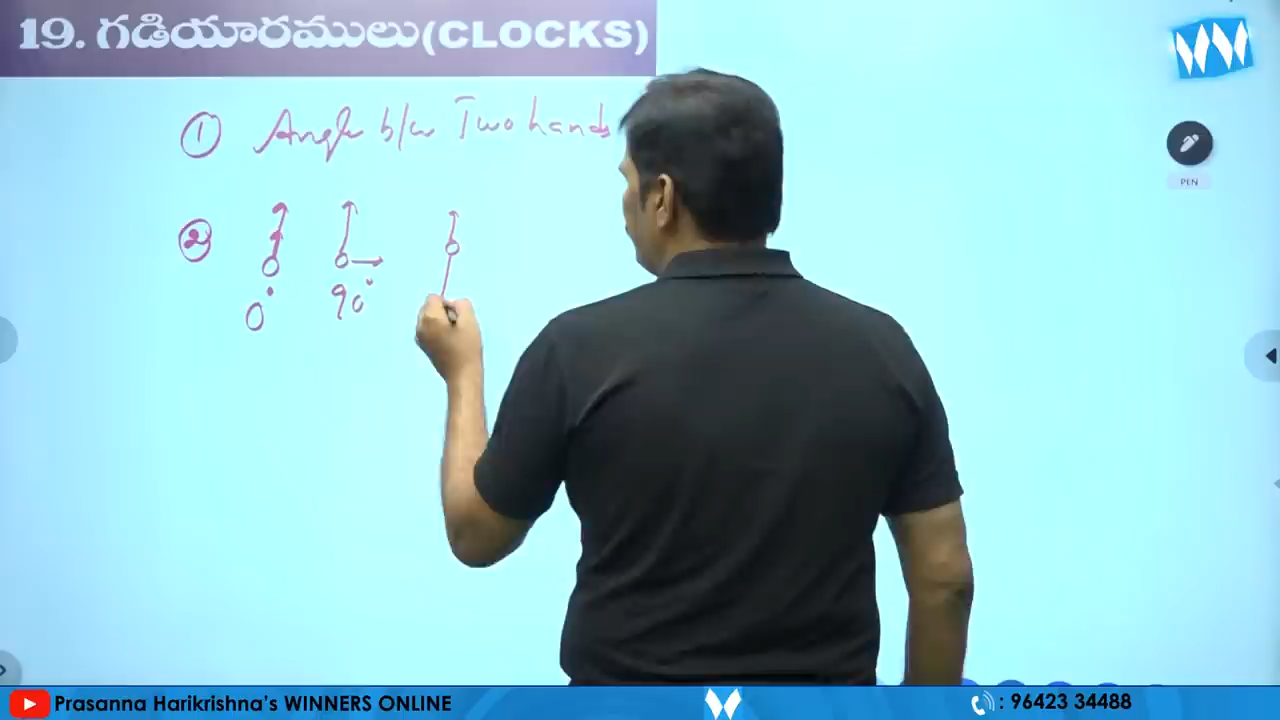 19. గడియారములు(CLOCKS)
W
PEN
① Angle b/w Two hands
②
0° 90°
Prasanna Harikrishna's WINNERS ONLINE
W
: 96423 34488